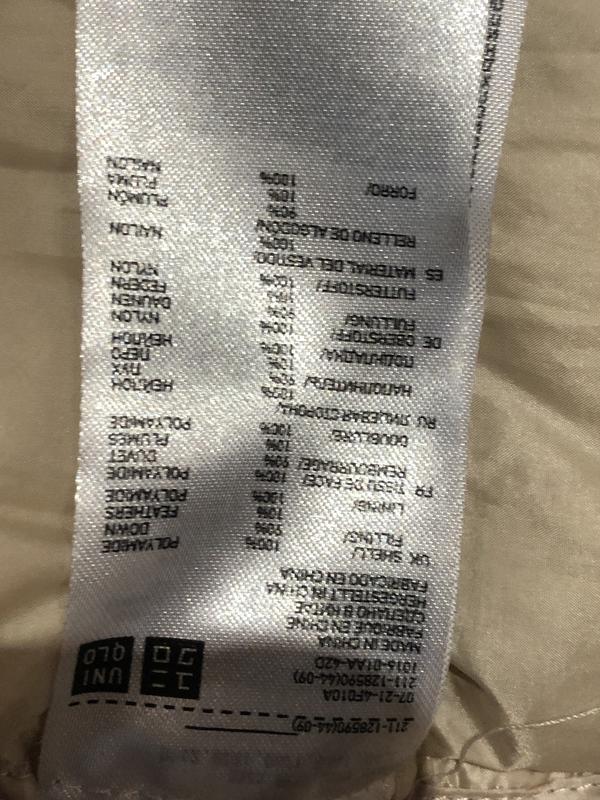 211-128590(44-09)
UNI QLO
07-21-4F010A
211-128590(44-09)
1016-01AA-42D
MADE IN CHINA
FABRIQUE EN CHINE
СДЕЛАНО В КИТАЕ
HERGESTELLT IN CHINA
FABRICADO EN CHINA
UK SHELL/ 100% POLYAMIDE
FILLING/ 90% DOWN
10% FEATHERS
LINING/ 100% POLYAMIDE
FR TISSU DE FACE/ 100% POLYAMIDE
REMBOURRAGE/ 90% DUVET
10% PLUMES
DOUBLURE/ 100% POLYAMIDE
RU ЛИЦЕВАЯ СТОРОНА/ 100% НЕЙЛОН
НАПОЛНИТЕЛЬ/ 90% ПУХ
10% ПЕРО
ПОДКЛАДКА/ 100% НЕЙЛОН
DE OBERSTOFF/ 100% NYLON
FÜLLUNG/ 90% DAUNEN
10% FEDERN
FUTTERSTOFF/ 100% NYLON
ES MATERIAL DEL VESTIDO/
100% NAILON
RELLENO DE ALGODÓN/
90% PLUMÓN
10% PLUMA
FORRO/ 100% NAILON